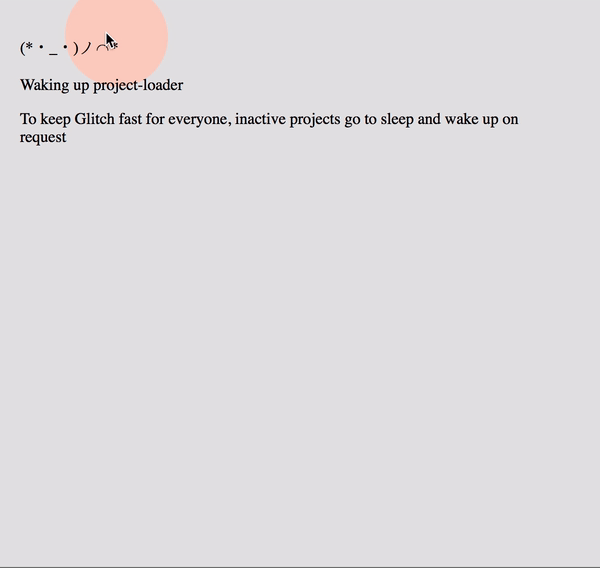 (*・_・)ノ⌒*
Waking up project-loader
To keep Glitch fast for everyone, inactive projects go to sleep and wake up on
request